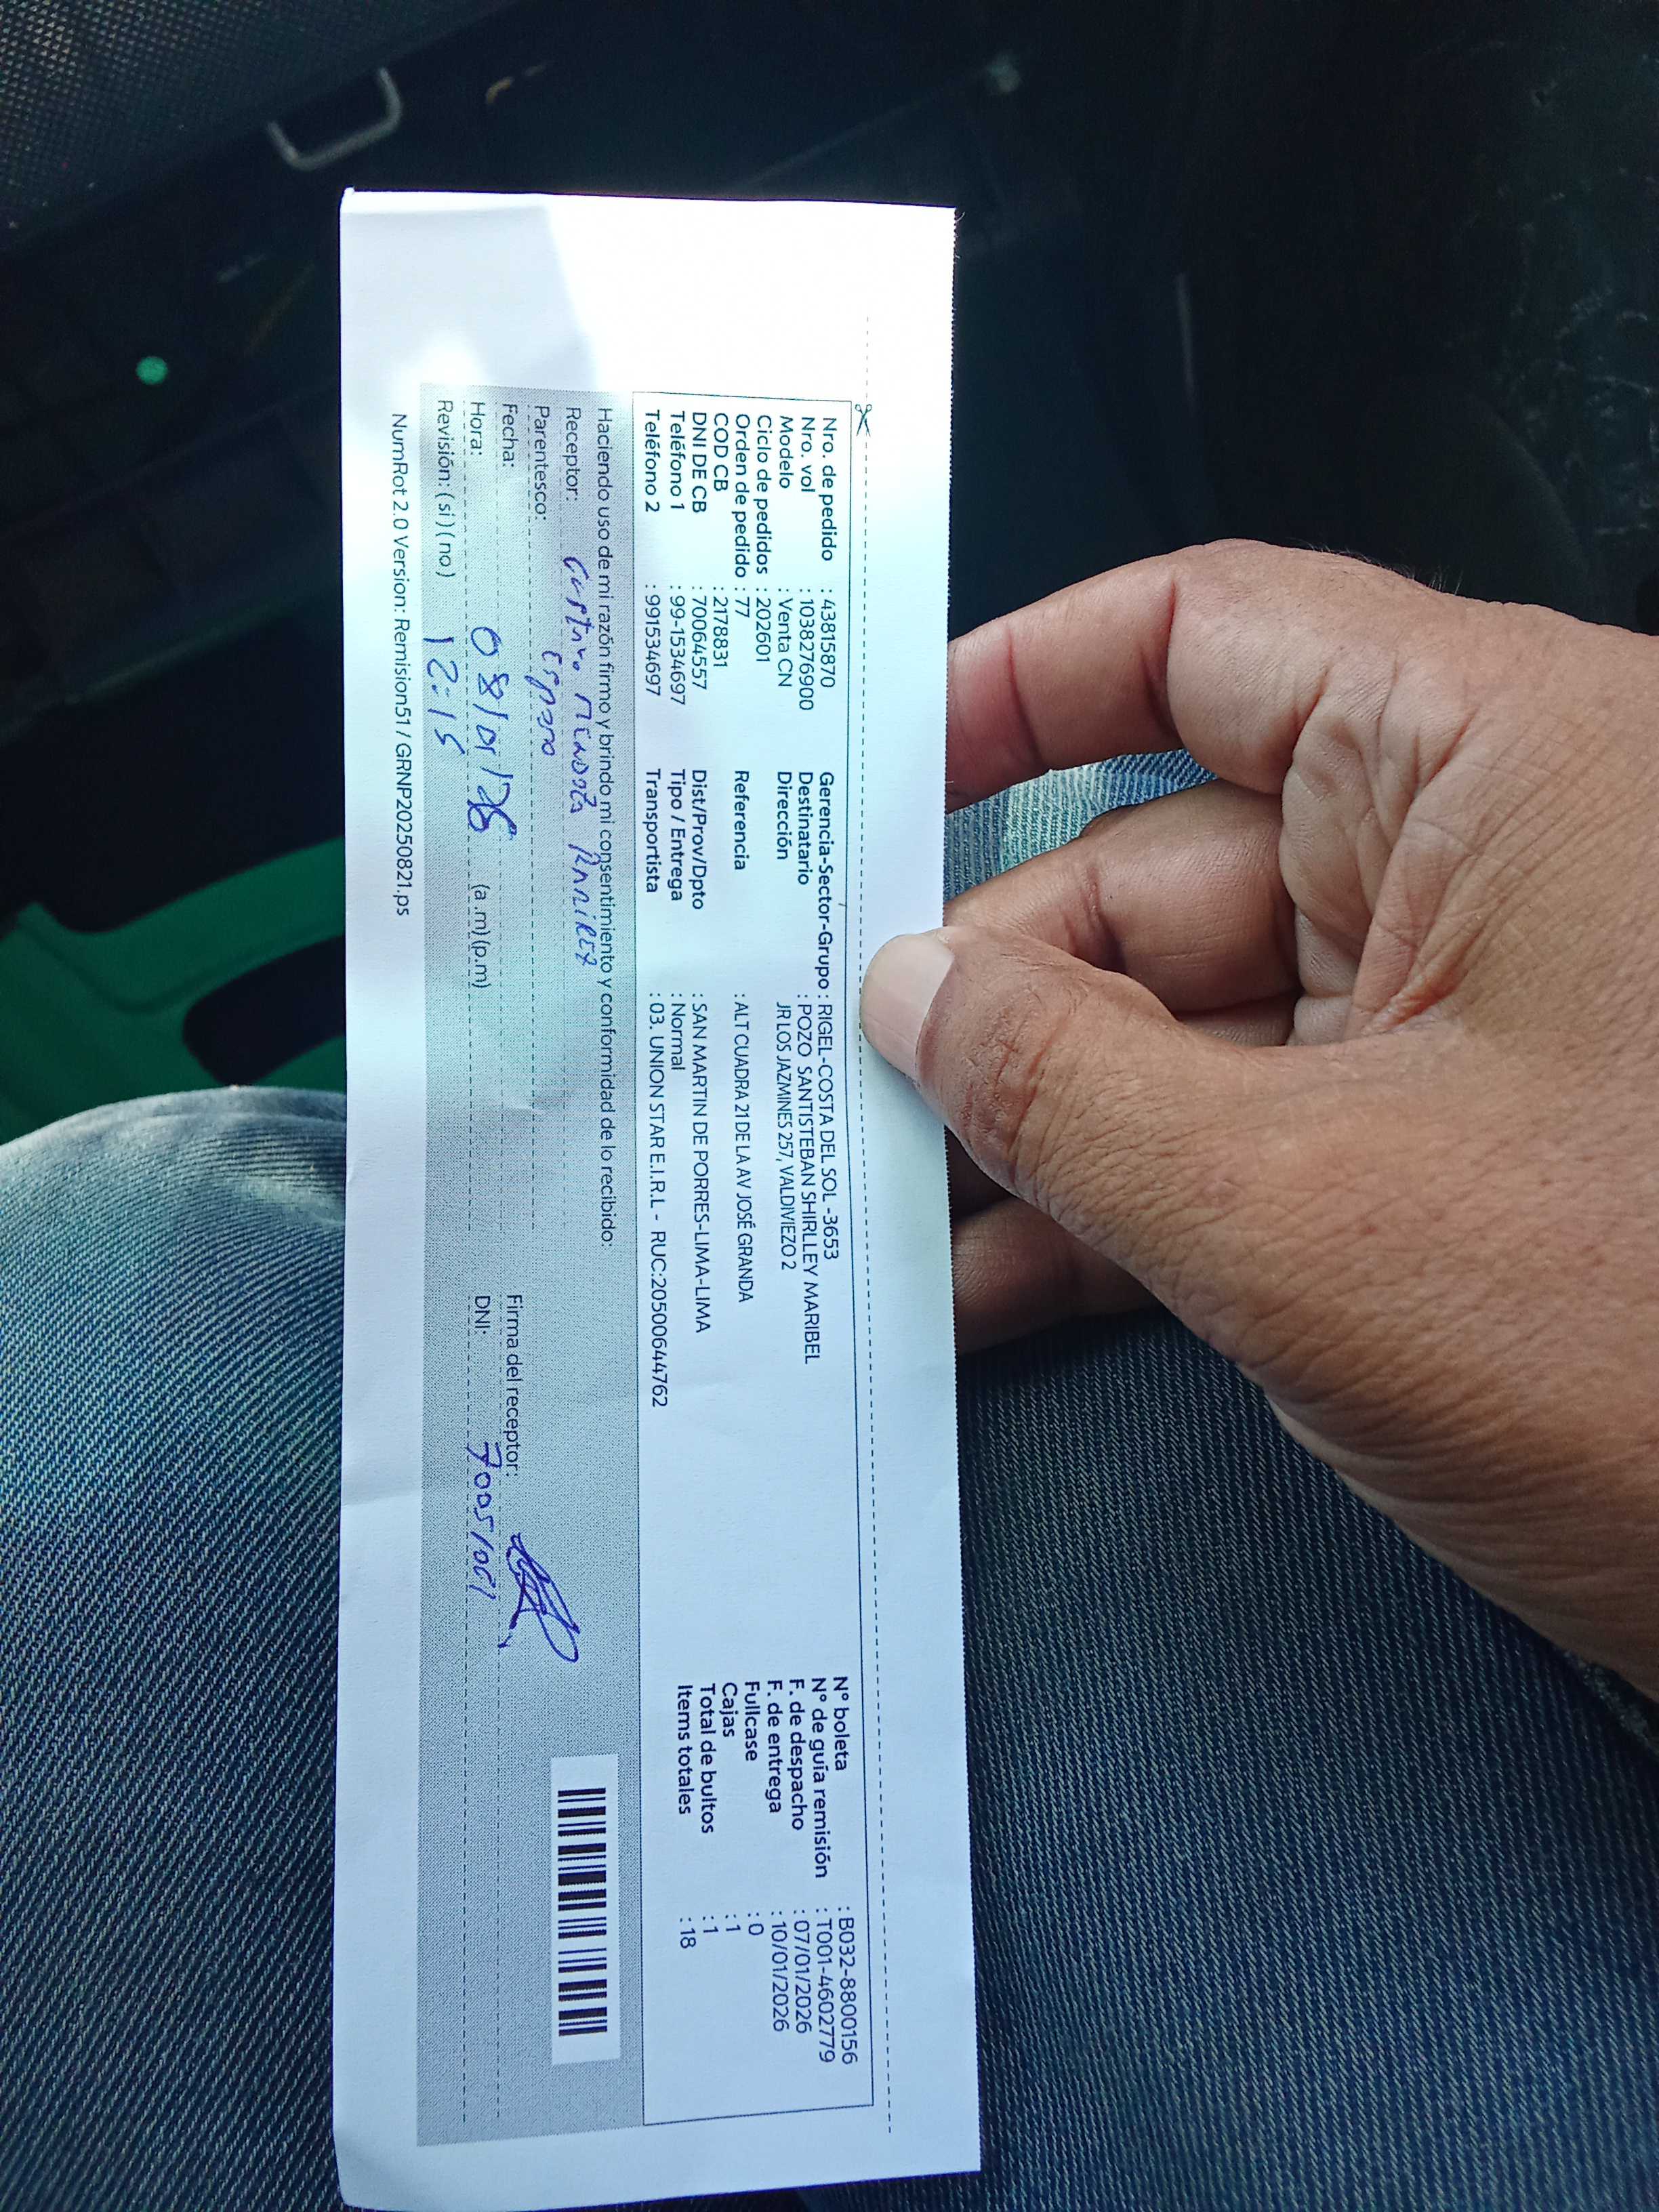 Nro. de pedido : 43815870
Nro. vol : 10382276900
Modelo : Venta CN
Ciclo de pedidos : 202601
Orden de pedido : 77
COD CB : 2178831
DNI DE CB : 70064557
Teléfono 1 : 99-1534697
Teléfono 2 : 991534697
Gerencia-Sector-Grupo : RIGEL-COSTA DEL SOL -3653
Destinatario : POZO SANTISTEBAN SHIRLLEY MARIBEL
Dirección JR LOS JAZMINES 257, VALDIVIEZO 2
Referencia : ALT CUADRA 21 DE LA AV JOSÉ GRANDA
Dist/Prov/Dpto : SAN MARTIN DE PORRES-LIMA-LIMA
Tipo / Entrega : Normal
Transportista : 03. UNION STAR E.I.R.L - RUC:20500644762
N° boleta : B032-8800156
N° de guía remisión : T001-4602779
F. de despacho : 07/01/2026
F. de entrega : 10/01/2026
Fullcase : 0
Cajas : 1
Total de bultos : 1
Items totales : 18
Haciendo uso de mi razón firmo y brindo mi consentimiento y conformidad de lo recibido:
Receptor: Gustavo Ramirez
Parentesco: Esposo
Fecha: 08/01/26
Hora: 12:15 (a.m) (p.m)
Revisión: ( si ) ( no )
Firma del receptor:
DNI:
NumRot 2.0 Version: Remision51 / GRNP20250821.ps